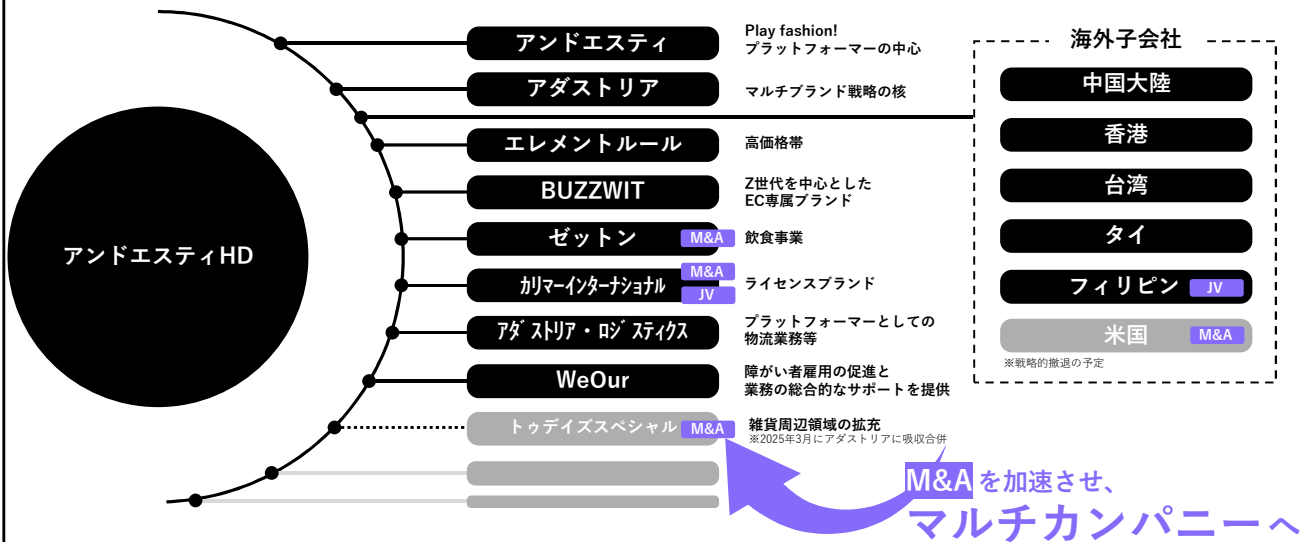 アンドエスティHD
アンドエスティ
Play fashion!
プラットフォーマーの中心
アダストリア
マルチブランド戦略の核
エレメントルール
高価格帯
BUZZWIT
Z世代を中心とした
EC専属ブランド
ゼットン
M&A
飲食事業
カリマーインターナショナル
M&A
JV
ライセンスブランド
アダストリア・ロジスティクス
プラットフォーマーとしての
物流業務等
WeOur
障がい者雇用の促進と
業務の総合的なサポートを提供
トゥデイズスペシャル
M&A
雑貨周辺領域の拡充
※2025年3月にアダストリアに吸収合併
海外子会社
中国大陸
香港
台湾
タイ
フィリピン
JV
米国
M&A
※戦略的撤退の予定
M&Aを加速させ、
マルチカンパニーへ